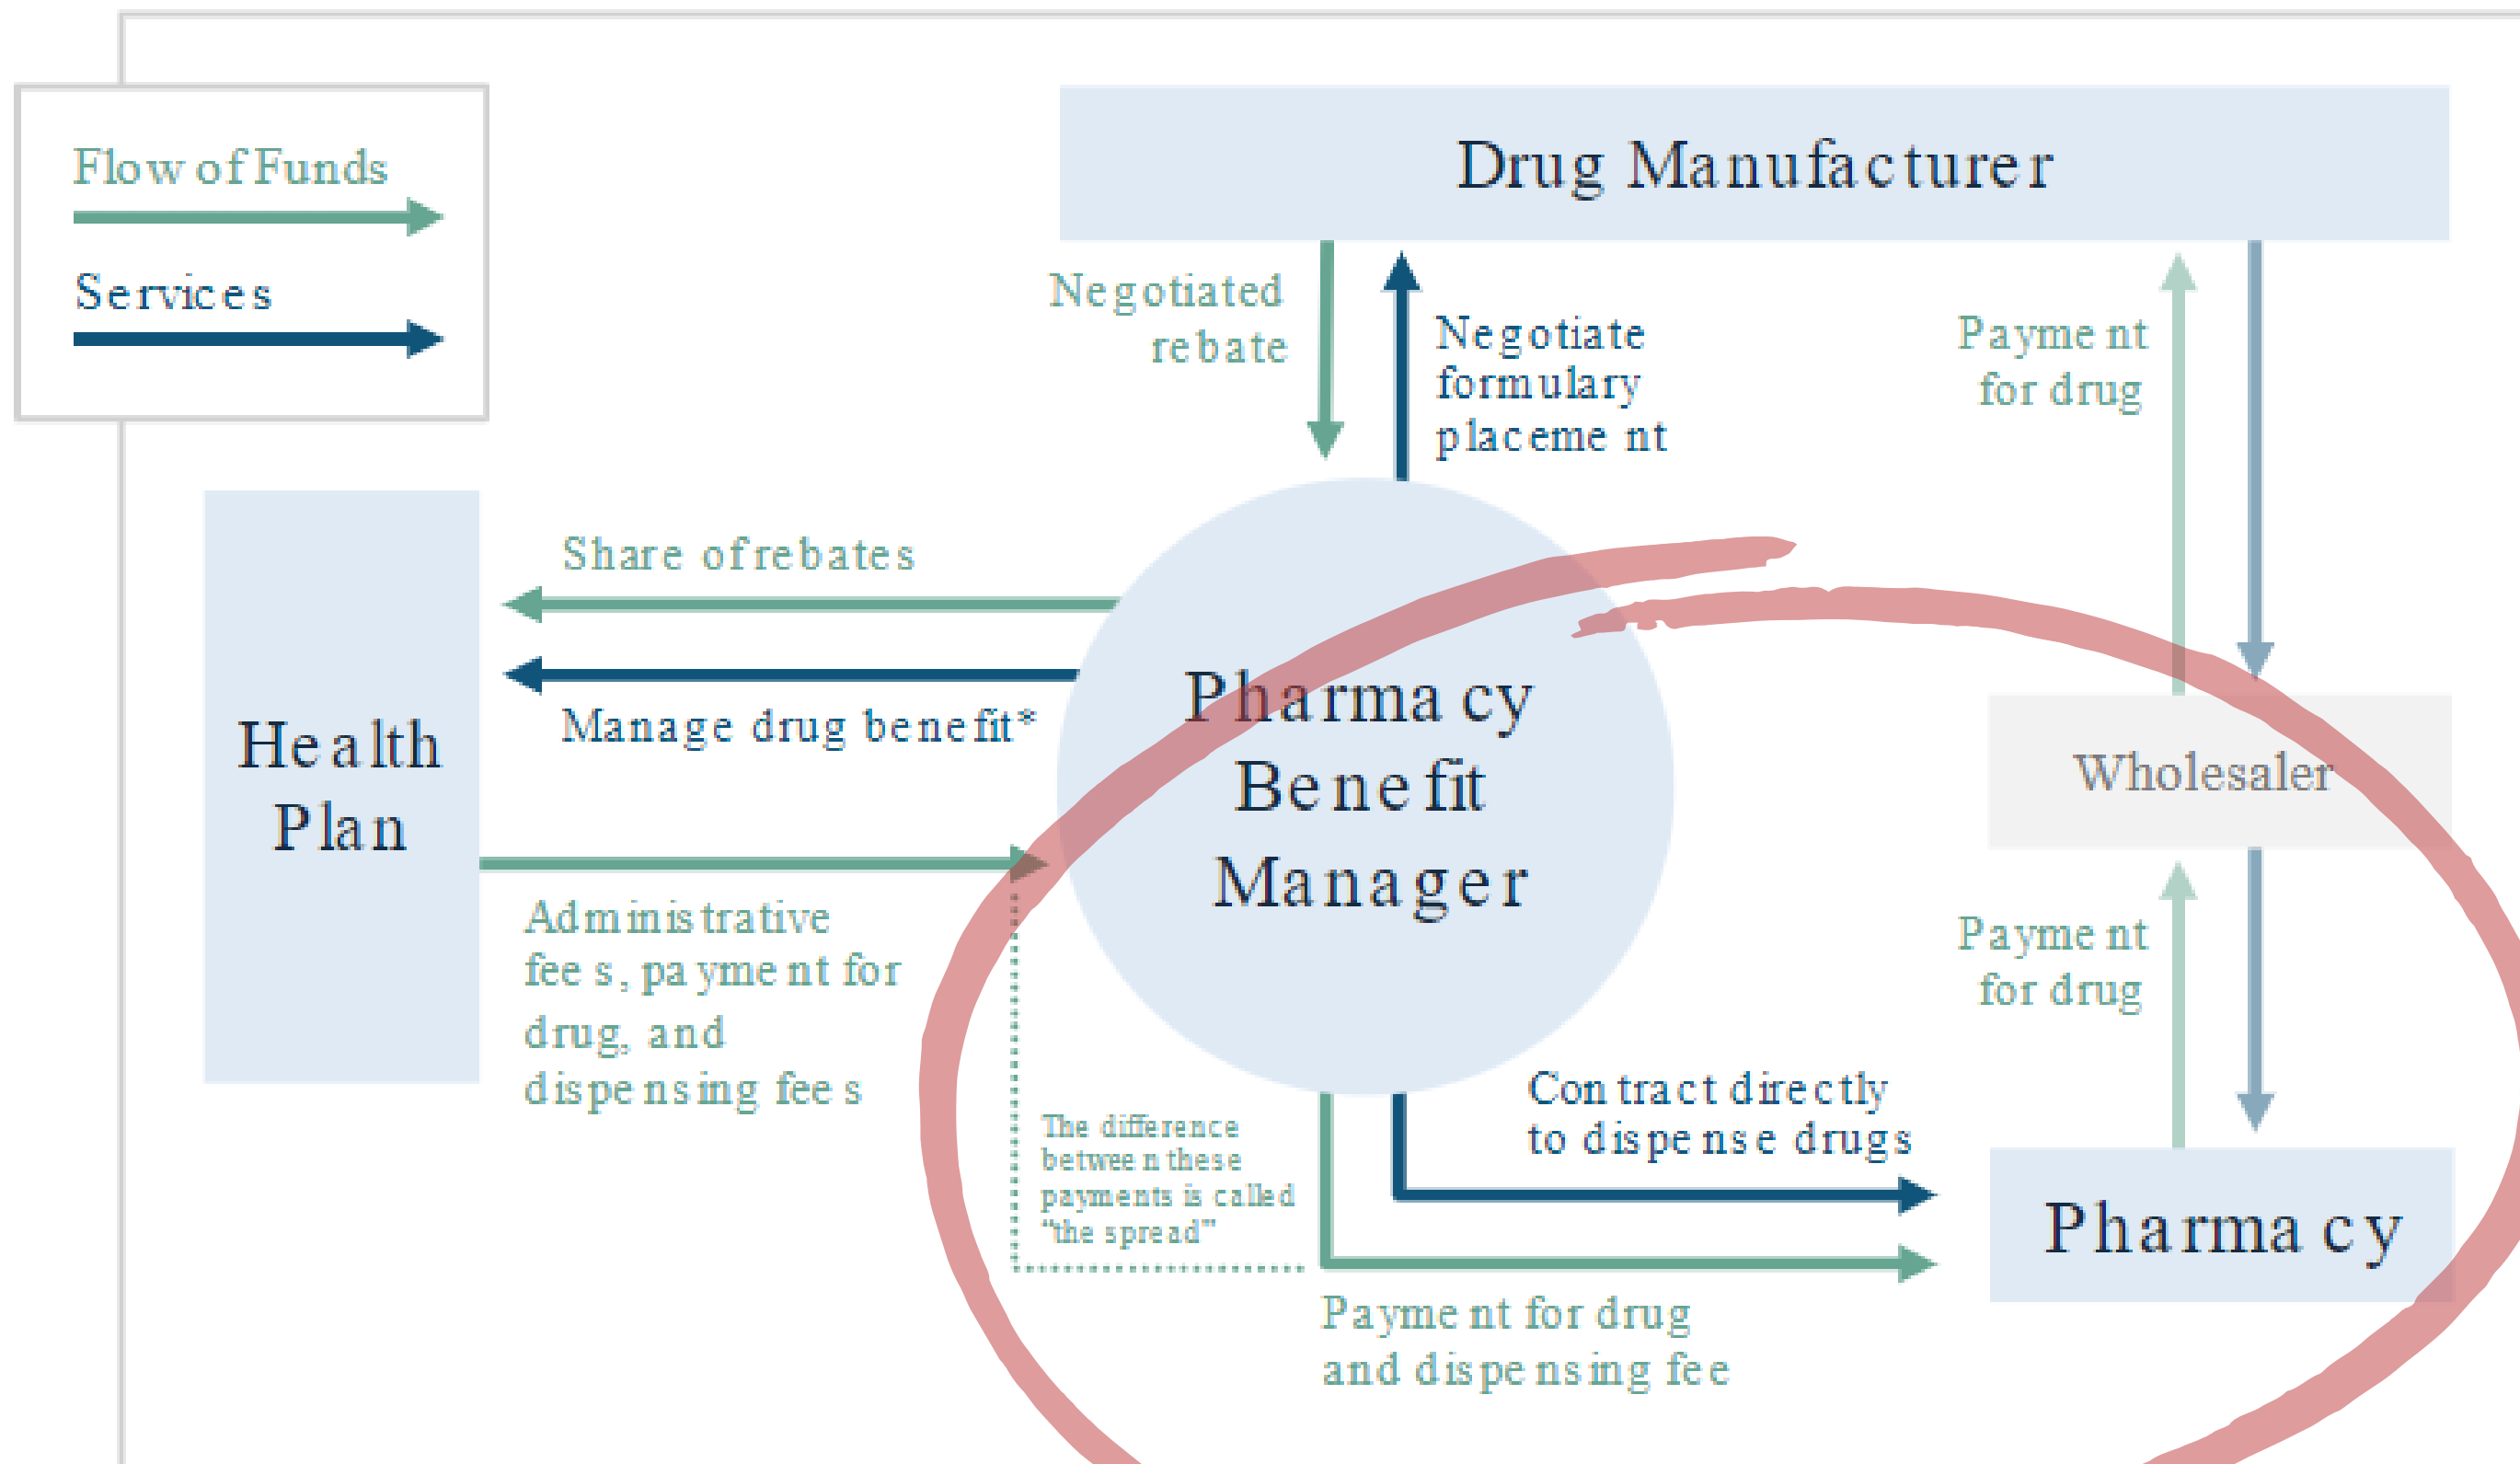 Flow of Funds
Services
Drug Manufacturer
Negotiated
rebate
Negotiate
formulary
placement
Payment
for drug
Share of rebates
Manage drug benefit*
Health
Plan
Pharmacy
Benefit
Manager
Wholesaler
Administrative
fees, payment for
drug, and
dispensing fees
Payment
for drug
The difference
between these
payments is called
“the spread”
Contract directly
to dispense drugs
Pharmacy
Payment for drug
and dispensing fee